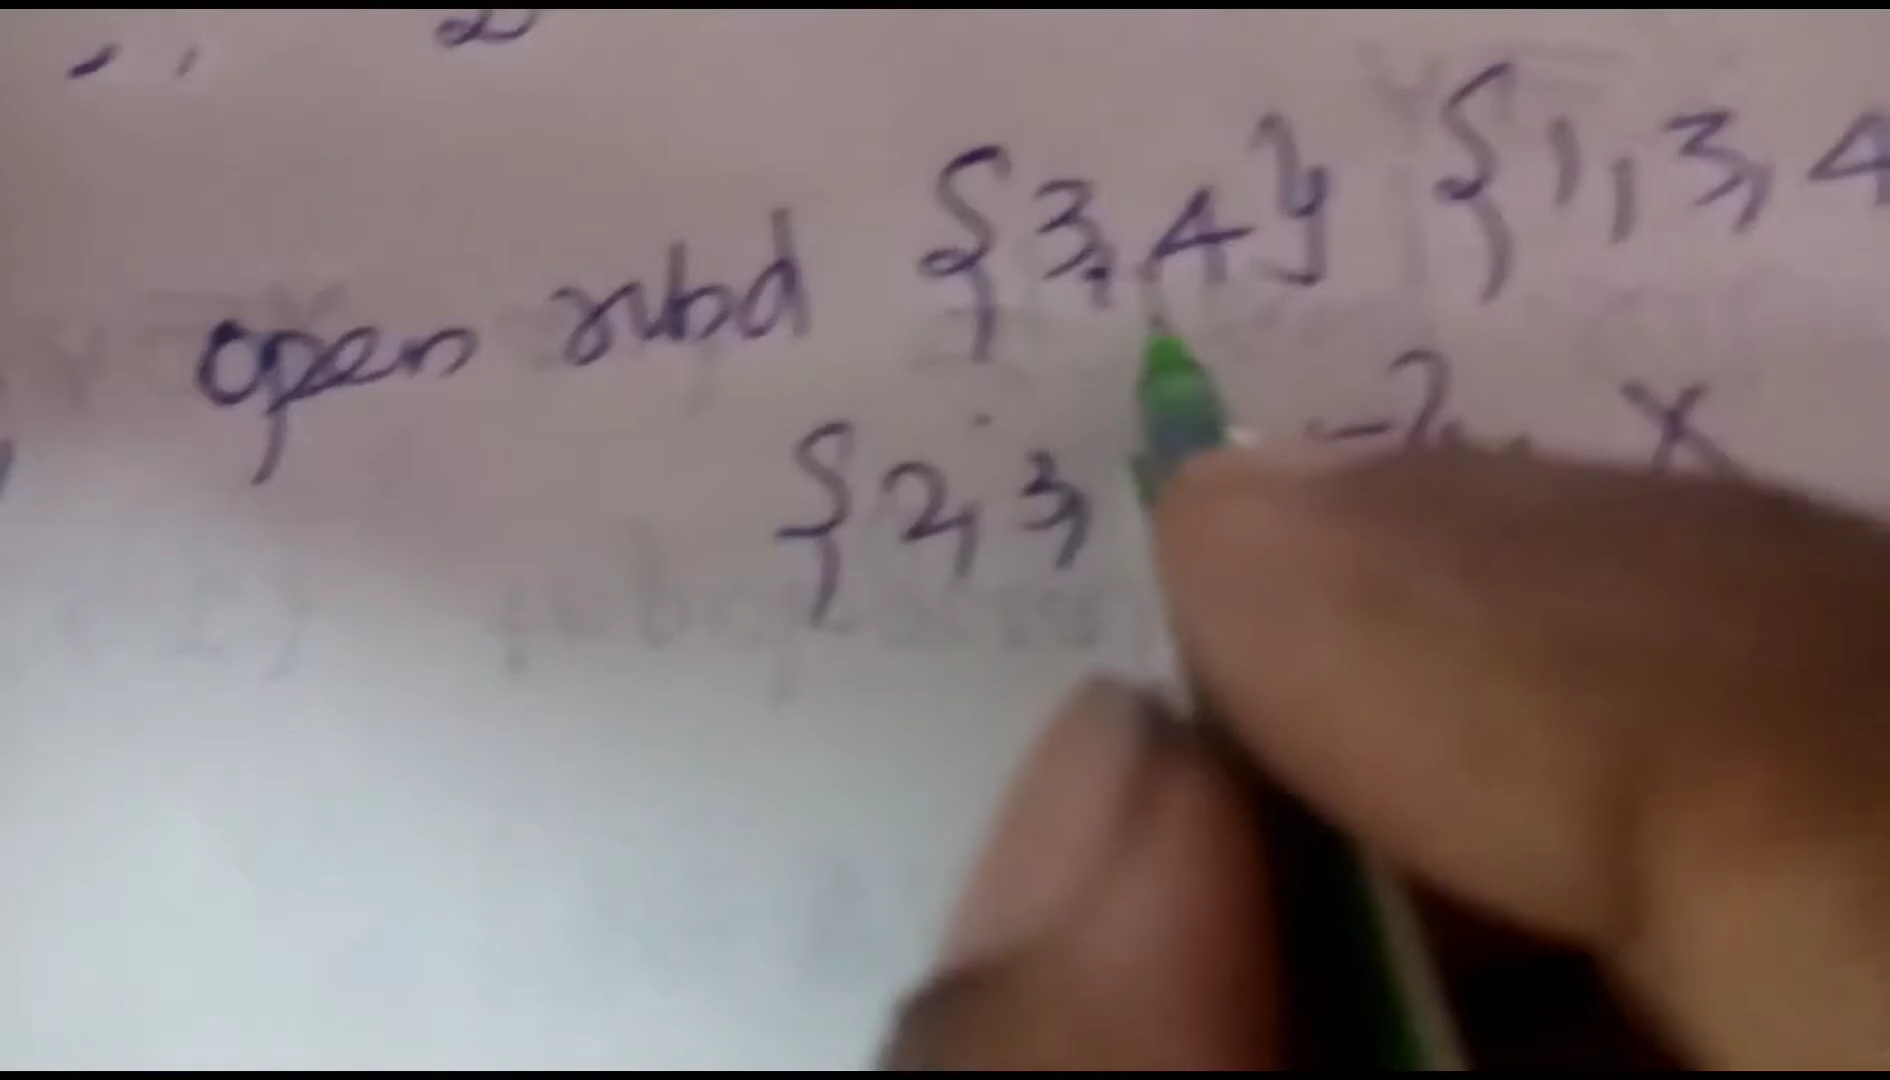 open nbd {3, 4} {1, 3, 4
{2, 3, X